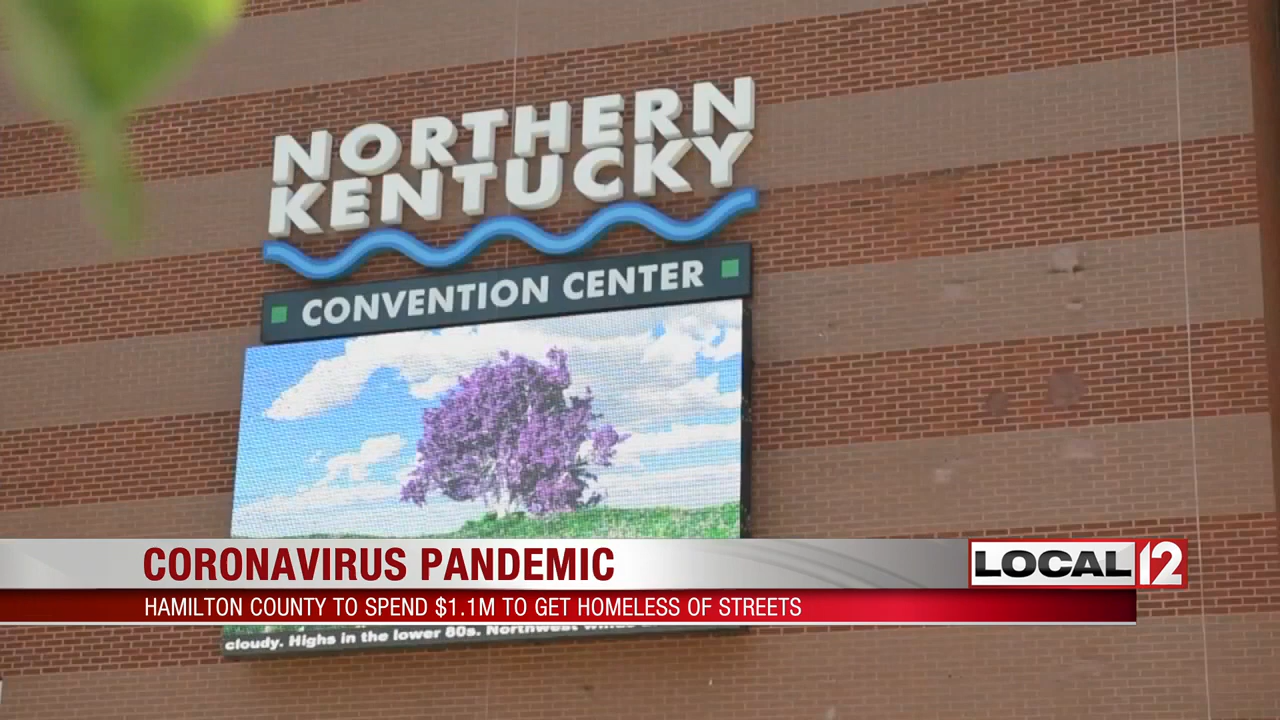 NORTHERN
KENTUCKY
CONVENTION CENTER
CORONAVIRUS PANDEMIC
LOCAL 12
HAMILTON COUNTY TO SPEND $1.1M TO GET HOMELESS OF STREETS
cloudy. Highs in the lower 80s. Northwest